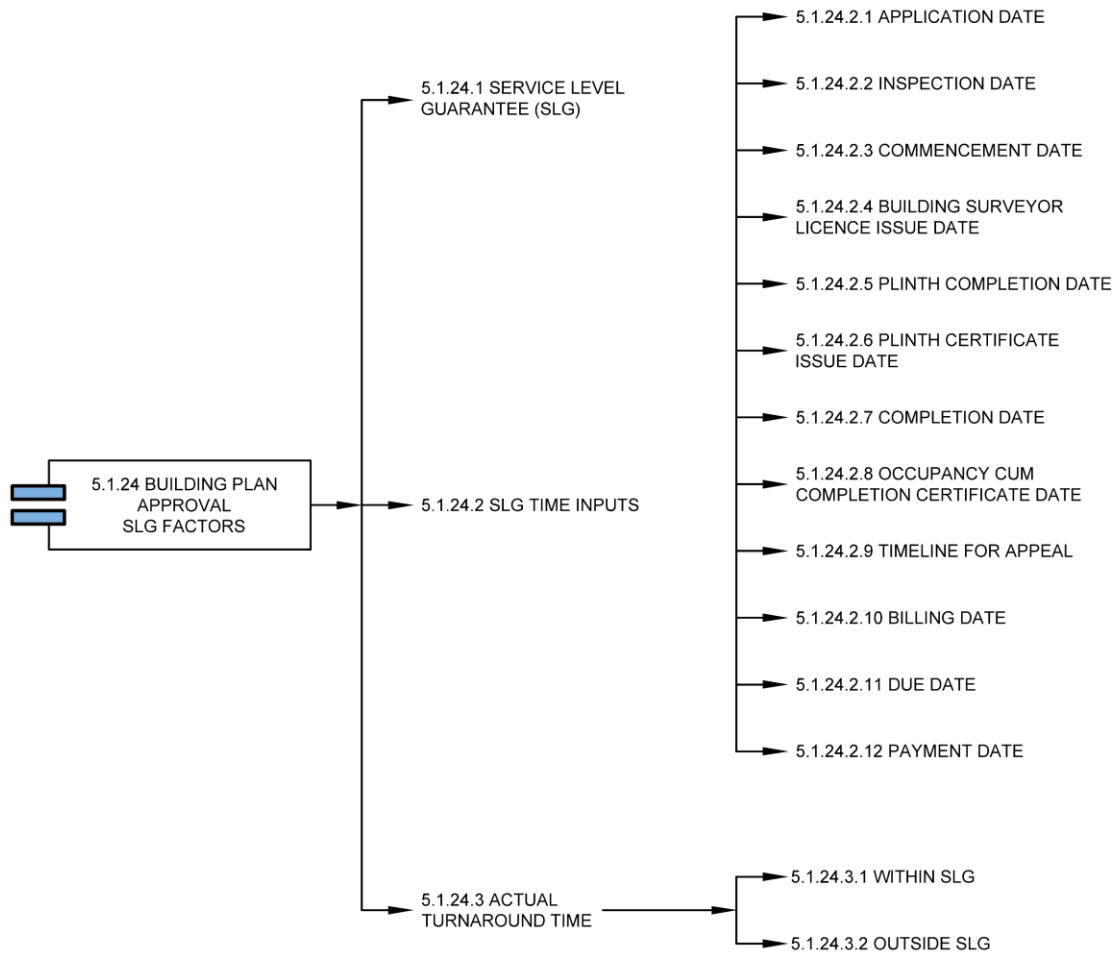 5.1.24 BUILDING PLAN
APPROVAL
SLG FACTORS
5.1.24.1 SERVICE LEVEL
GUARANTEE (SLG)
5.1.24.2 SLG TIME INPUTS
5.1.24.2.1 APPLICATION DATE
5.1.24.2.2 INSPECTION DATE
5.1.24.2.3 COMMENCEMENT DATE
5.1.24.2.4 BUILDING SURVEYOR
LICENCE ISSUE DATE
5.1.24.2.5 PLINTH COMPLETION DATE
5.1.24.2.6 PLINTH CERTIFICATE
ISSUE DATE
5.1.24.2.7 COMPLETION DATE
5.1.24.2.8 OCCUPANCY CUM
COMPLETION CERTIFICATE DATE
5.1.24.2.9 TIMELINE FOR APPEAL
5.1.24.2.10 BILLING DATE
5.1.24.2.11 DUE DATE
5.1.24.2.12 PAYMENT DATE
5.1.24.3 ACTUAL
TURNAROUND TIME
5.1.24.3.1 WITHIN SLG
5.1.24.3.2 OUTSIDE SLG